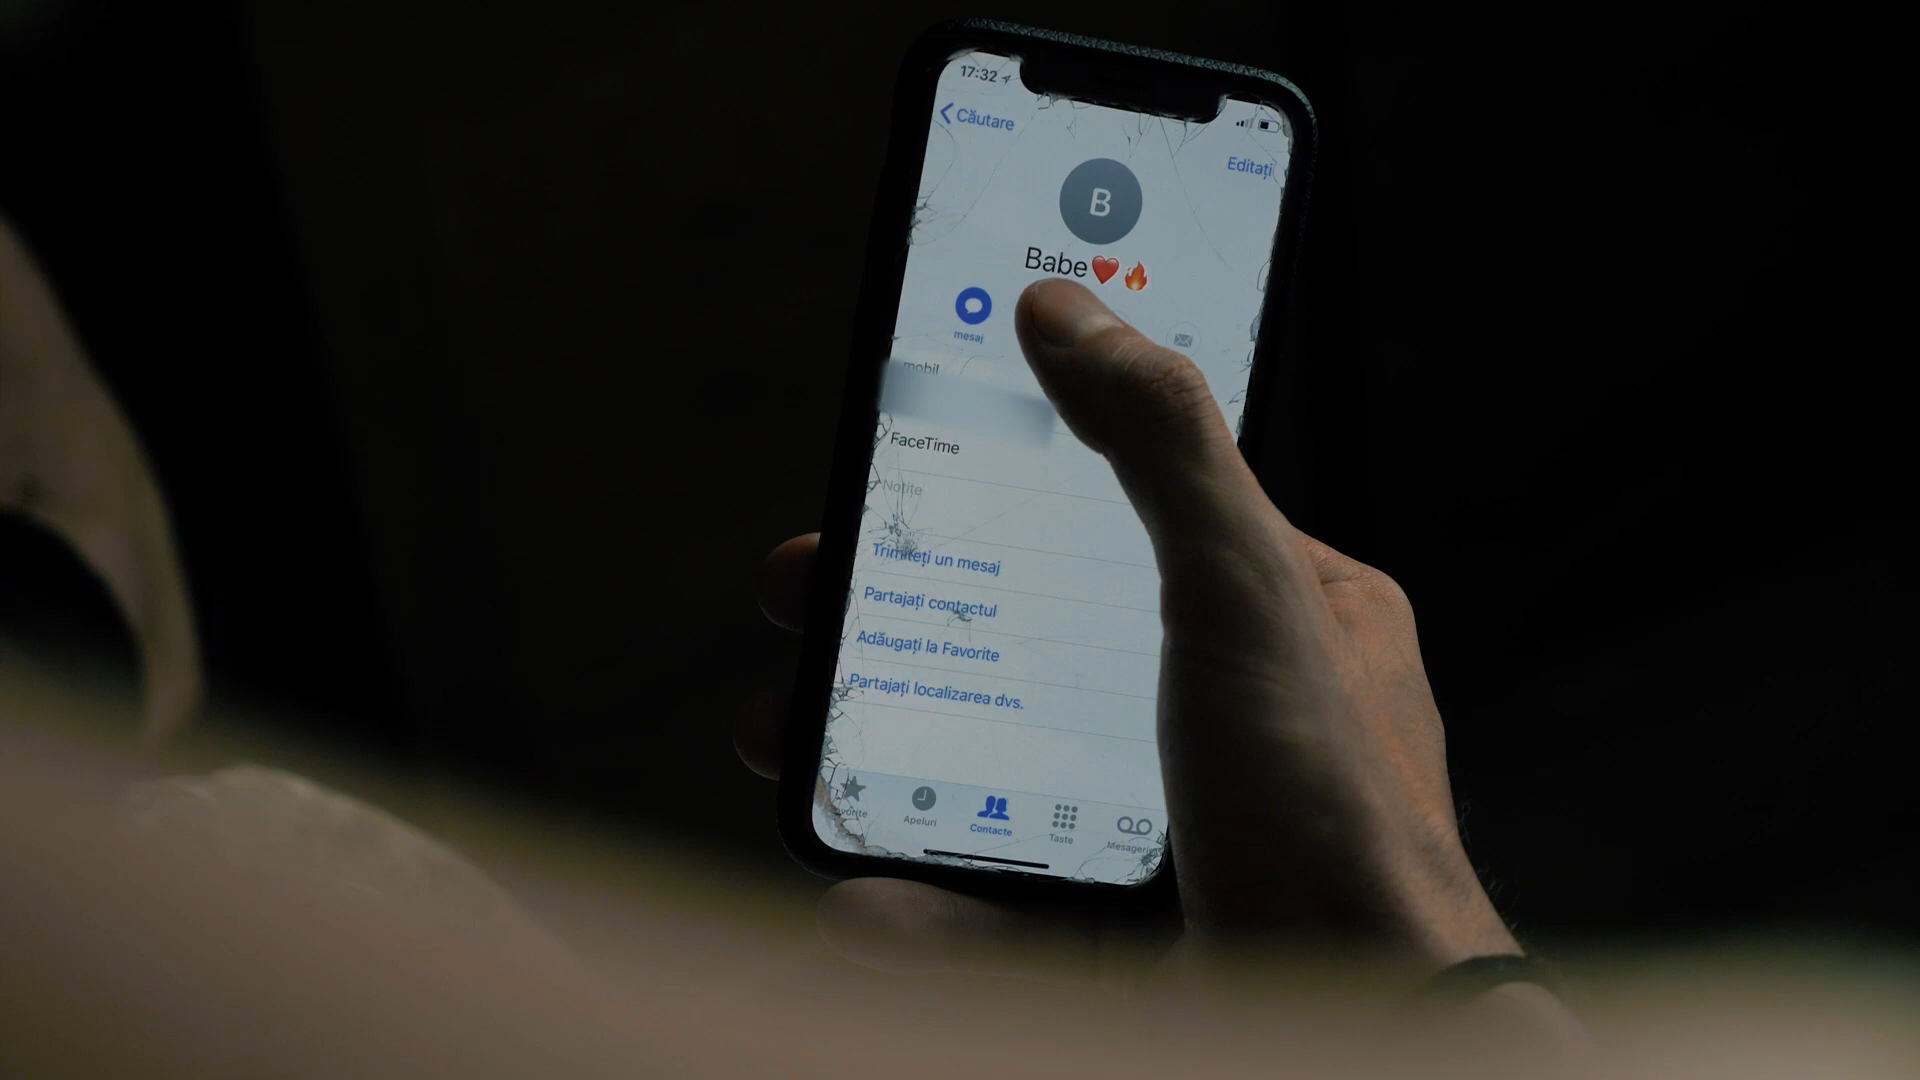 17:32
Căutare
Editați
B
Babe❤️🔥
mesaj
mobil
FaceTime
Notițe
Trimiteți un mesaj
Partajați contactul
Adăugați la Favorite
Partajați localizarea dvs.
Favorite
Apeluri
Contacte
Taste